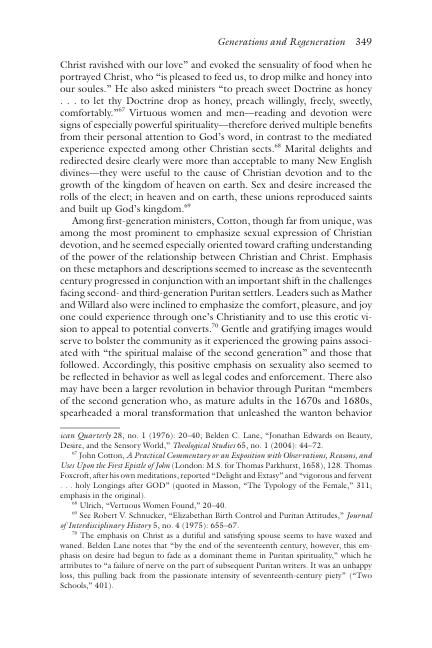 Generations and Regeneration 349
Christ ravished with our love” and evoked the sensuality of food when he
portrayed Christ, who “is pleased to feed us, to drop milke and honey into
our soules.” He also asked ministers “to preach sweet Doctrine as honey
. . . to let thy Doctrine drop as honey, preach willingly, freely, sweetly,
comfortably.”67 Virtuous women and men—reading and devotion were
signs of especially powerful spirituality—therefore derived multiple benefits
from their personal attention to God’s word, in contrast to the mediated
experience expected among other Christian sects.68 Marital delights and
redirected desire clearly were more than acceptable to many New English
divines—they were useful to the cause of Christian devotion and to the
growth of the kingdom of heaven on earth. Sex and desire increased the
rolls of the elect; in heaven and on earth, these unions reproduced saints
and built up God’s kingdom.69
Among first-generation ministers, Cotton, though far from unique, was
among the most prominent to emphasize sexual expression of Christian
devotion, and he seemed especially oriented toward crafting understanding
of the power of the relationship between Christian and Christ. Emphasis
on these metaphors and descriptions seemed to increase as the seventeenth
century progressed in conjunction with an important shift in the challenges
facing second- and third-generation Puritan settlers. Leaders such as Mather
and Willard also were inclined to emphasize the comfort, pleasure, and joy
one could experience through one’s Christianity and to use this erotic vi-
sion to appeal to potential converts.70 Gentle and gratifying images would
serve to bolster the community as it experienced the growing pains associ-
ated with “the spiritual malaise of the second generation” and those that
followed. Accordingly, this positive emphasis on sexuality also seemed to
be reflected in behavior as well as legal codes and enforcement. There also
may have been a larger revolution in behavior through Puritan “members
of the second generation who, as mature adults in the 1670s and 1680s,
spearheaded a moral transformation that unleashed the wanton behavior
ican Quarterly 28, no. 1 (1976): 20–40; Belden C. Lane, “Jonathan Edwards on Beauty,
Desire, and the Sensory World,” Theological Studies 65, no. 1 (2004): 44–72.
67 John Cotton, A Practical Commentary or an Exposition with Observations, Reasons, and
Uses Upon the First Epistle of John (London: M.S. for Thomas Parkhurst, 1658), 128. Thomas
Foxcroft, after his own meditations, reported “Delight and Extasy” and “vigorous and fervent
. . . holy Longings after GOD” (quoted in Masson, “The Typology of the Female,” 311;
emphasis in the original).
68 Ulrich, “Vertuous Women Found,” 20–40.
69 See Robert V. Schnucker, “Elizabethan Birth Control and Puritan Attitudes,” Journal
of Interdisciplinary History 5, no. 4 (1975): 655–67.
70 The emphasis on Christ as a dutiful and satisfying spouse seems to have waxed and
waned. Belden Lane notes that “by the end of the seventeenth century, however, this em-
phasis on desire had begun to fade as a dominant theme in Puritan spirituality,” which he
attributes to “a failure of nerve on the part of subsequent Puritan writers. It was an unhappy
loss, this pulling back from the passionate intensity of seventeenth-century piety” (“Two
Schools,” 401).